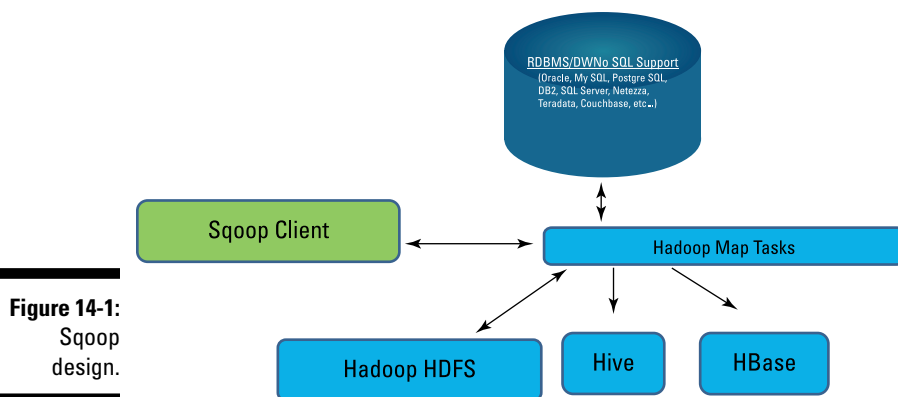 RDBMS/DWNo SQL Support
(Oracle, My SQL, Postgre SQL,
DB2, SQL Server, Netezza,
Teradata, Couchbase, etc...)
Sqoop Client
Hadoop Map Tasks
Figure 14-1:
Sqoop
design.
Hadoop HDFS
Hive
HBase